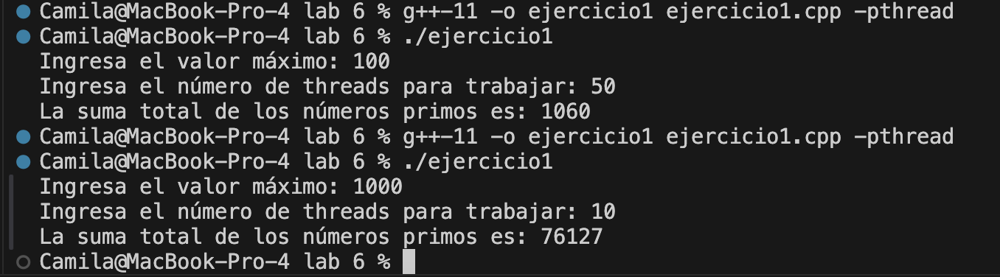 Camila@MacBook-Pro-4 lab 6 % g++-11 -o ejercicio1 ejercicio1.cpp -pthread
Camila@MacBook-Pro-4 lab 6 % ./ejercicio1
Ingresa el valor máximo: 100
Ingresa el número de threads para trabajar: 50
La suma total de los números primos es: 1060
Camila@MacBook-Pro-4 lab 6 % g++-11 -o ejercicio1 ejercicio1.cpp -pthread
Camila@MacBook-Pro-4 lab 6 % ./ejercicio1
Ingresa el valor máximo: 1000
Ingresa el número de threads para trabajar: 10
La suma total de los números primos es: 76127
Camila@MacBook-Pro-4 lab 6 %